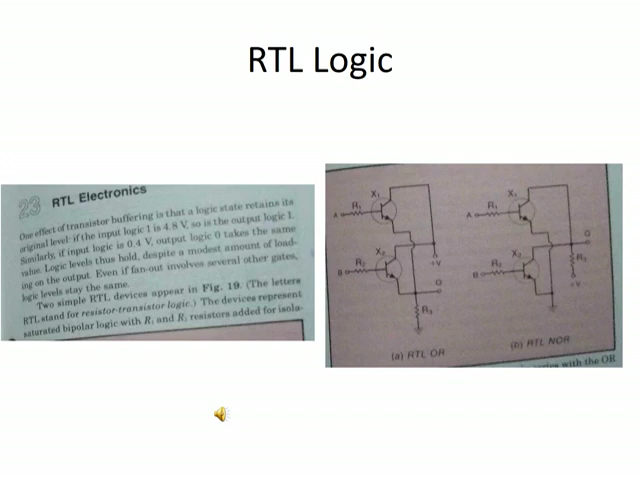 RTL Logic
23 RTL Electronics
One effect of transistor buffering is that a logic state retains its
original level: if the input logic 1 is 4.8 V, so is the output logic 1.
Similarly, if input logic is 0.4 V, output logic 0 takes the same
value. Logic levels thus hold, despite a modest amount of load-
ing on the output. Even if fan-out involves several other gates,
logic levels stay the same.
Two simple RTL devices appear in Fig. 19. (The letters
RTL stand for resistor-transistor logic.) The devices represent
saturated bipolar logic with R₁ and R₂ resistors added for isola-
X₁
R₁
A
X₂
R₂
B
+V
Q
R₃
(a) RTL OR
X₁
R₁
A
Q
X₂
R₂
B
R₃
+V
(b) RTL NOR
with the OR